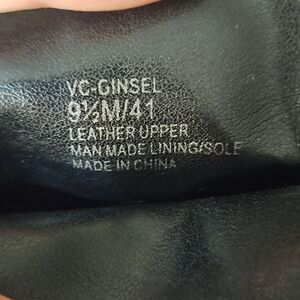 VC-GINSEL
9½M/41
LEATHER UPPER
MAN MADE LINING/SOLE
MADE IN CHINA